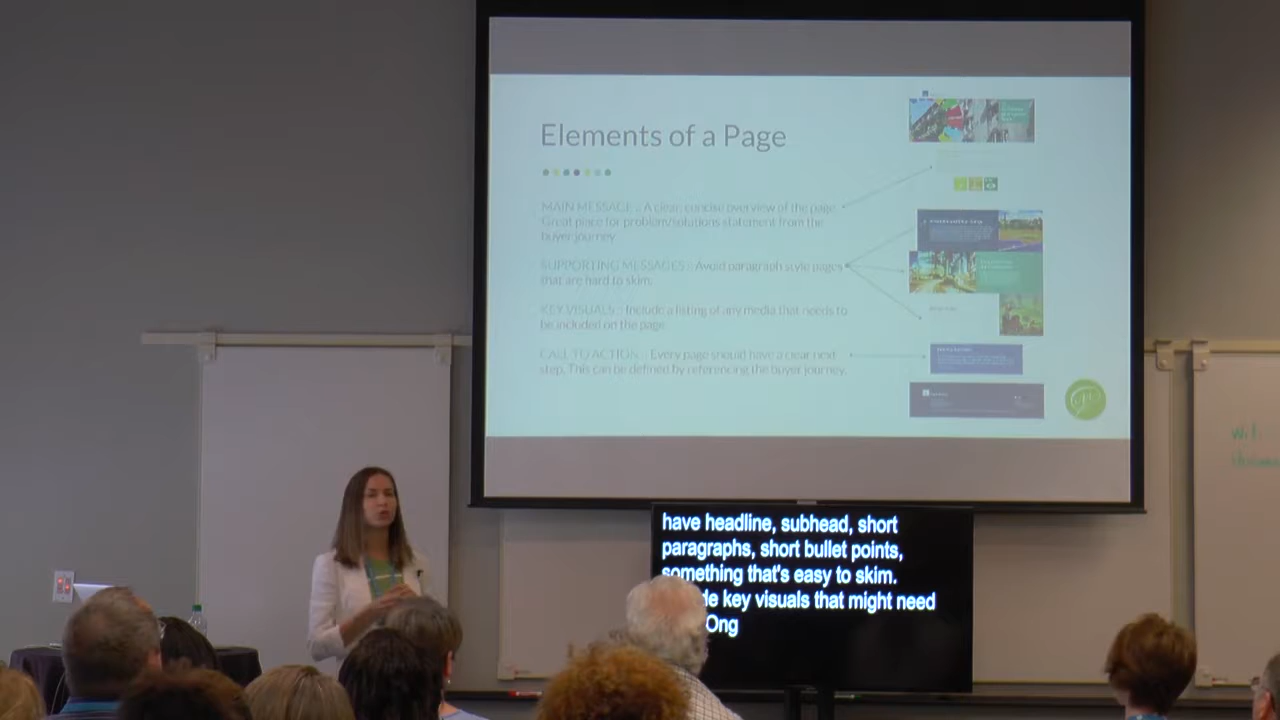 Elements of a Page
MAIN MESSAGE :: A clear, concise overview of the page.
Great place for problem/solutions statement from the
buyer journey
SUPPORTING MESSAGES :: Avoid paragraph style pages
that are hard to skim.
KEY VISUALS :: Include a listing of any media that needs to
be included on the page
CALL TO ACTION :: Every page should have a clear next
step. This can be defined by referencing the buyer journey.
have headline, subhead, short
paragraphs, short bullet points,
something that's easy to skim.
key visuals that might need
Ong